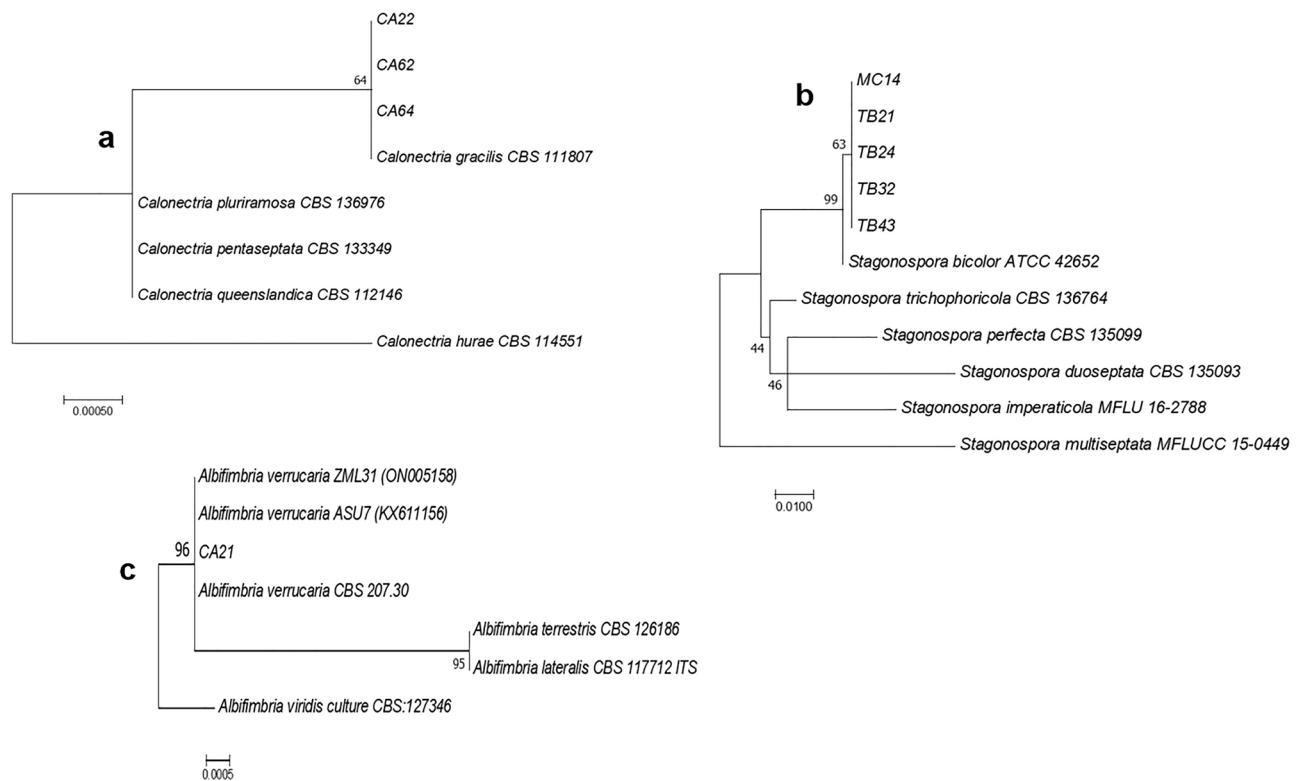 a
CA22
CA62
64
CA64
Calonectria gracilis CBS 111807
Calonectria pluriramosa CBS 136976
Calonectria pentaseptata CBS 133349
Calonectria queenslandica CBS 112146
Calonectria hurae CBS 114551
0.00050
b
MC14
TB21
63
TB24
TB32
99
TB43
Stagonospora bicolor ATCC 42652
Stagonospora trichophoricola CBS 136764
Stagonospora perfecta CBS 135099
44
Stagonospora duoseptata CBS 135093
46
Stagonospora imperaticola MFLU 16-2788
Stagonospora multiseptata MFLUCC 15-0449
0.0100
c
Albifimbria verrucaria ZML31 (ON005158)
Albifimbria verrucaria ASU7 (KX611156)
96
CA21
Albifimbria verrucaria CBS 207.30
Albifimbria terrestris CBS 126186
95
Albifimbria lateralis CBS 117712 ITS
Albifimbria viridis culture CBS:127346
0.0005